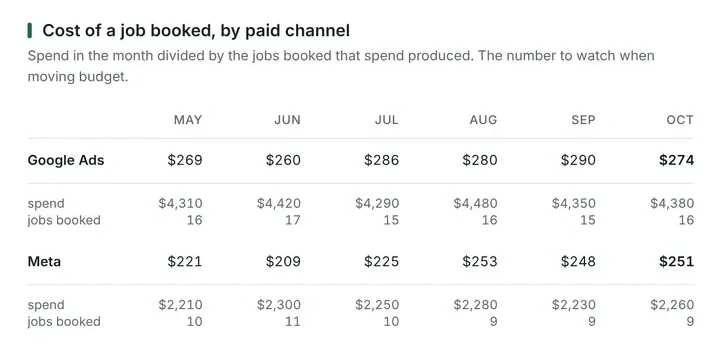 Cost of a job booked, by paid channel
Spend in the month divided by the jobs booked that spend produced. The number to watch when
moving budget.
MAY JUN JUL AUG SEP OCT
Google Ads $269 $260 $286 $280 $290 $274
spend $4,310 $4,420 $4,290 $4,480 $4,350 $4,380
jobs booked 16 17 15 16 15 16
Meta $221 $209 $225 $253 $248 $251
spend $2,210 $2,300 $2,250 $2,280 $2,230 $2,260
jobs booked 10 11 10 9 9 9